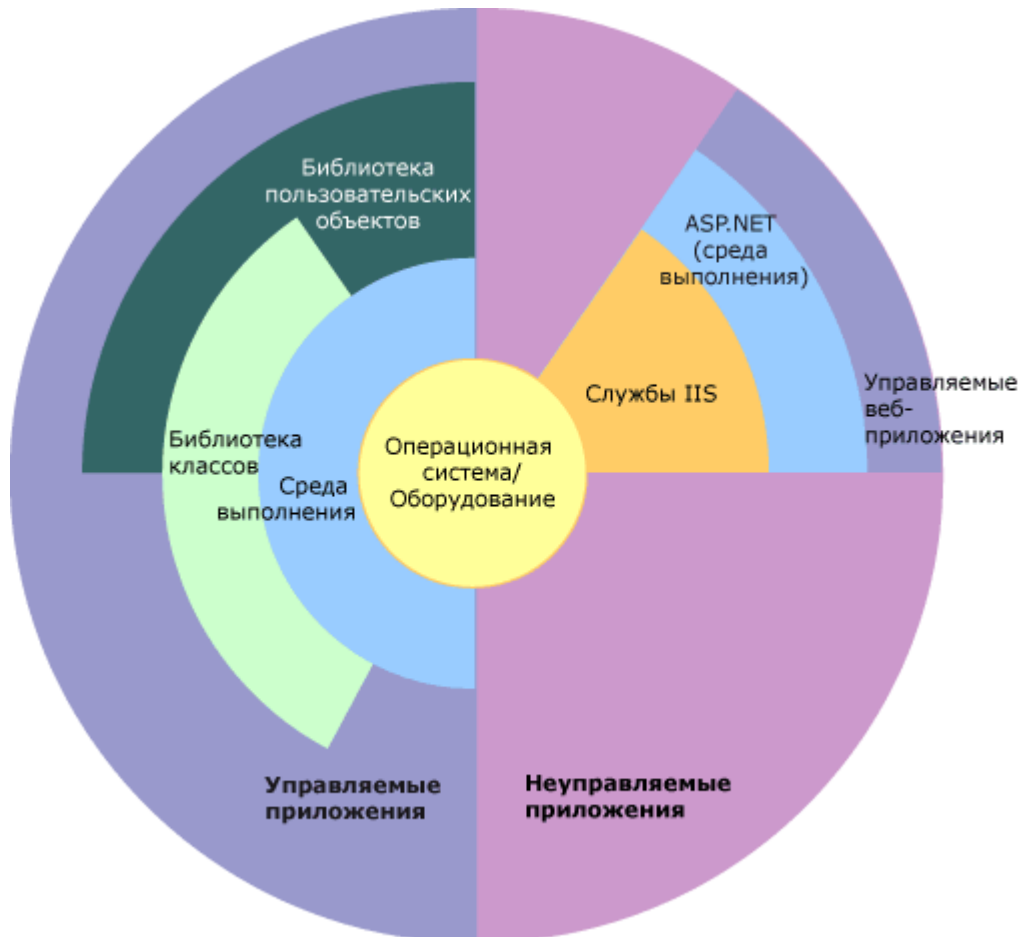 Библиотека
пользовательских
объектов
ASP.NET
(среда
выполнения)
Службы IIS
Управляемые
веб-
приложения
Библиотека
классов
Среда
выполнения
Операционная
система/
Оборудование
Управляемые
приложения
Неуправляемые
приложения